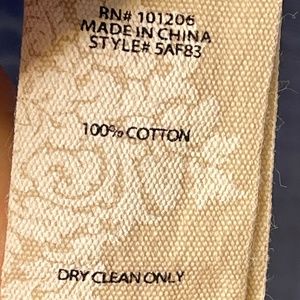 RN# 101206
MADE IN CHINA
STYLE# 5AF83
100% COTTON
DRY CLEAN ONLY